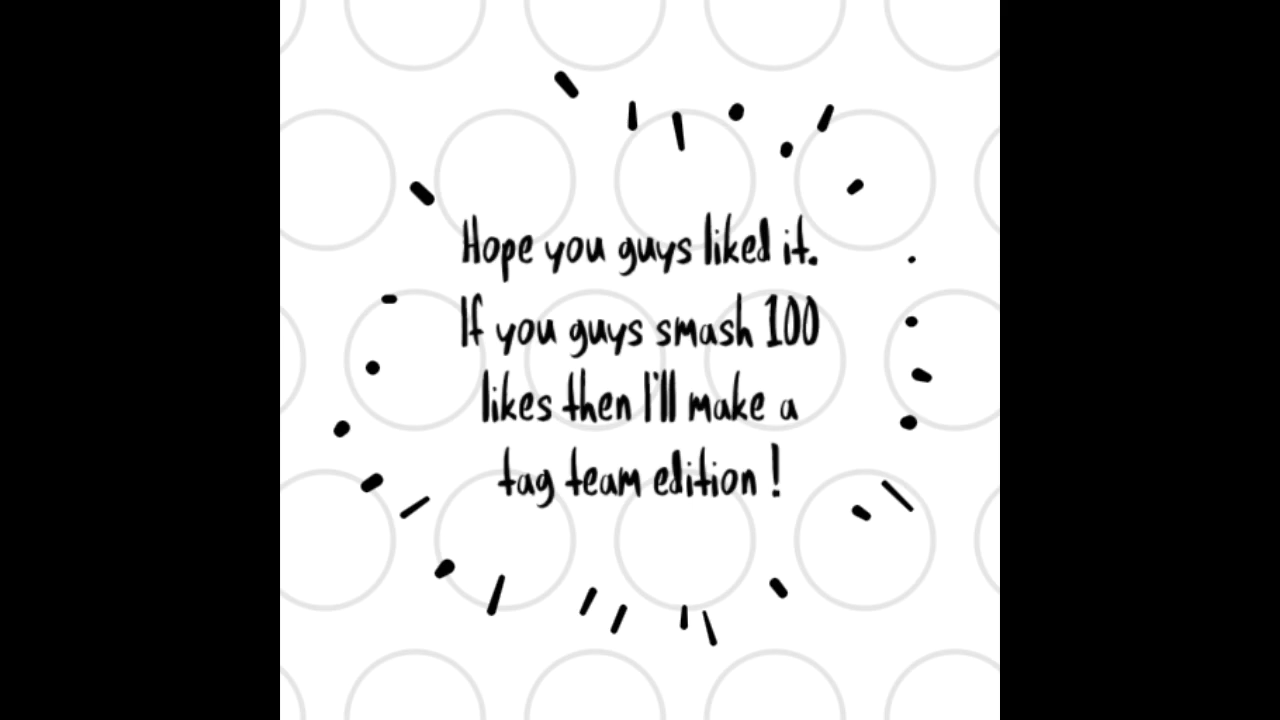 Hope you guys liked it.
If you guys smash 100
likes then I'll make a
tag team edition !